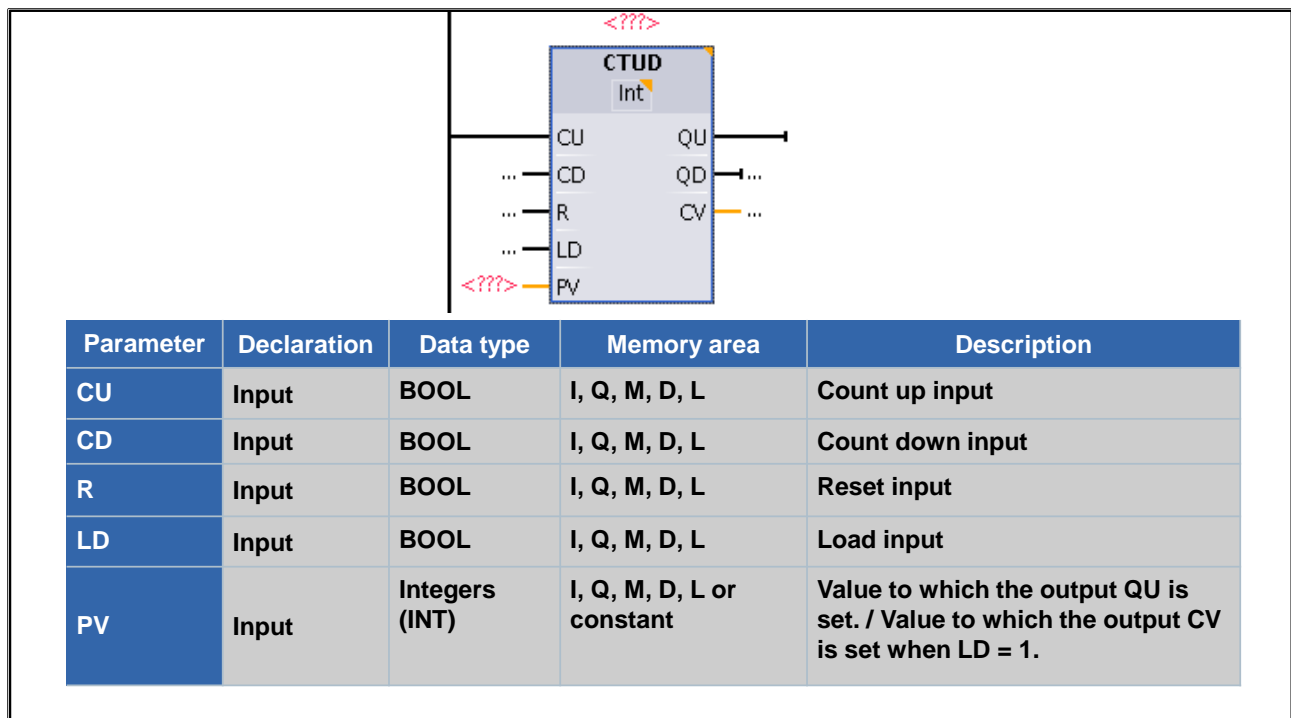 <???>
CTUD
Int
CU QU
... CD QD ...
... R CV ...
... LD
<???> PV
Parameter Declaration Data type Memory area Description
CU Input BOOL I, Q, M, D, L Count up input
CD Input BOOL I, Q, M, D, L Count down input
R Input BOOL I, Q, M, D, L Reset input
LD Input BOOL I, Q, M, D, L Load input
PV Input Integers (INT) I, Q, M, D, L or constant Value to which the output QU is set. / Value to which the output CV is set when LD = 1.